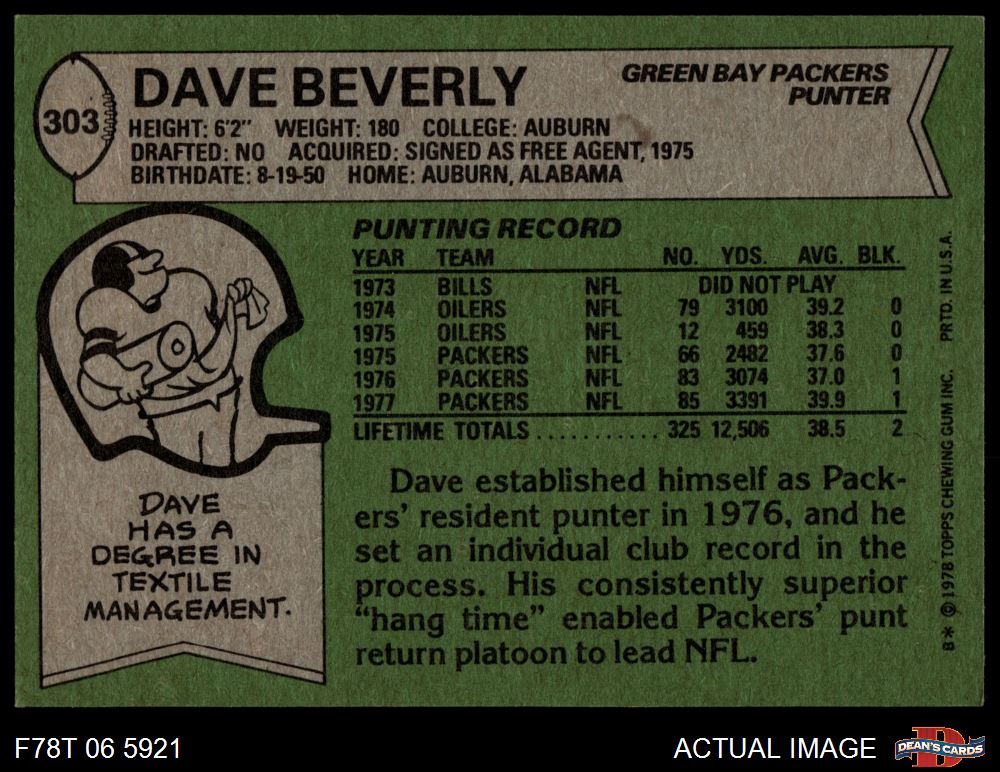 303
DAVE BEVERLY
GREEN BAY PACKERS
PUNTER
HEIGHT: 6'2" WEIGHT: 180 COLLEGE: AUBURN
DRAFTED: NO ACQUIRED: SIGNED AS FREE AGENT, 1975
BIRTHDATE: 8-19-50 HOME: AUBURN, ALABAMA
PUNTING RECORD
YEAR TEAM NO. YDS. AVG. BLK.
1973 BILLS NFL DID NOT PLAY
1974 OILERS NFL 79 3100 39.2 0
1975 OILERS NFL 12 459 38.3 0
1975 PACKERS NFL 66 2482 37.6 0
1976 PACKERS NFL 83 3074 37.0 1
1977 PACKERS NFL 85 3391 39.9 1
LIFETIME TOTALS ............ 325 12,506 38.5 2
Dave established himself as Pack-
ers' resident punter in 1976, and he
set an individual club record in the
process. His consistently superior
"hang time" enabled Packers' punt
return platoon to lead NFL.
DAVE
HAS A
DEGREE IN
TEXTILE
MANAGEMENT.
B* © 1978 TOPPS CHEWING GUM INC. PRTD. IN U.S.A.
F78T 06 5921
ACTUAL IMAGE
D
DEAN'S CARDS